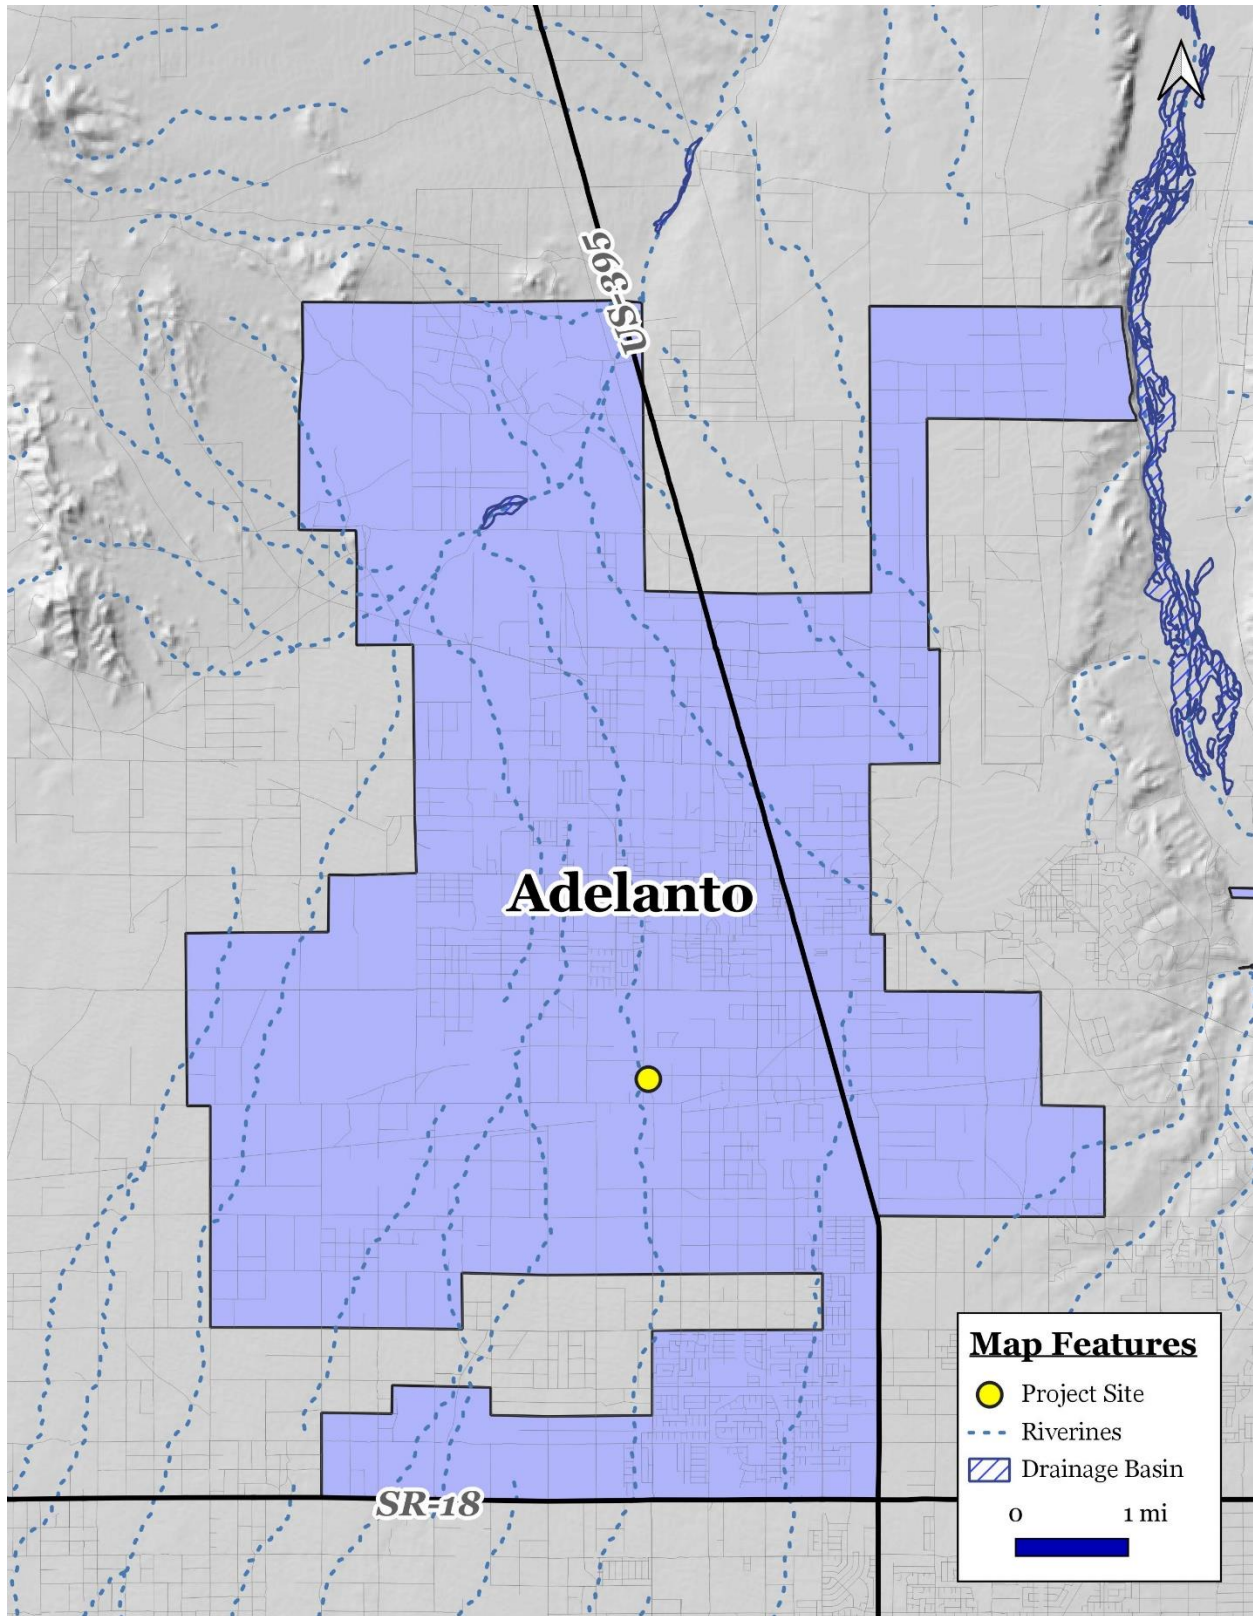 US-395
Adelanto
SR-18
Map Features
Project Site
Riverines
Drainage Basin
0 1 mi